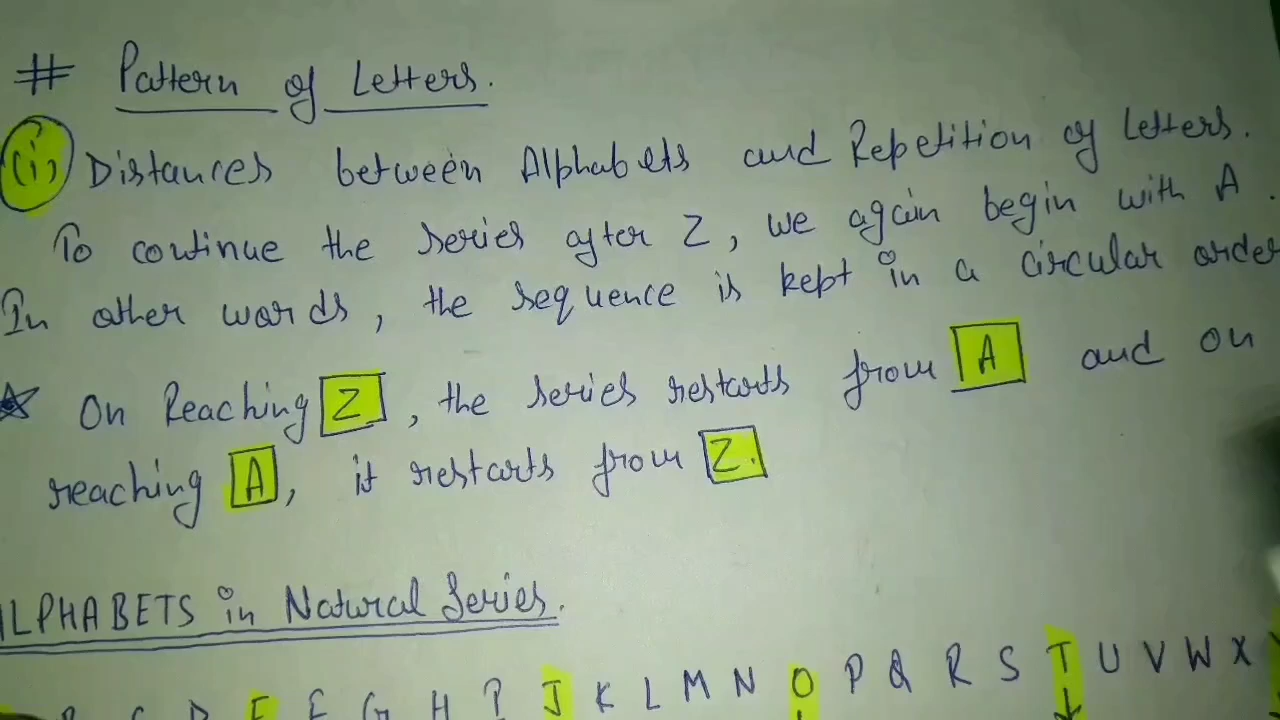 # Pattern of Letters.
(i) Distances between Alphabets and Repetition of Letters.
To continue the series after Z, we again begin with A.
In other words, the sequence is kept in a circular order
☆ On Reaching Z, the series restarts from A and on
reaching A, it restarts from Z.
ALPHABETS in Natural Series.
B C D E F G H I J K L M N O P Q R S T U V W X